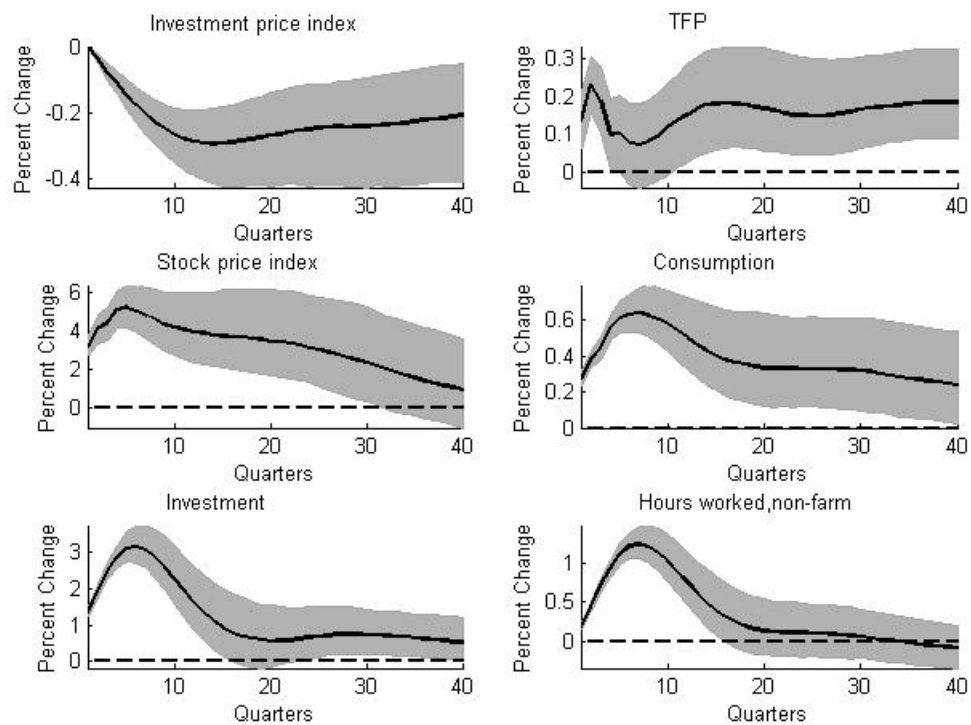 Investment price index
Percent Change
0
-0.2
-0.4
10
20
30
40
Quarters
TFP
Percent Change
0.3
0.2
0.1
0
10
20
30
40
Quarters
Stock price index
Percent Change
6
4
2
0
10
20
30
40
Quarters
Consumption
Percent Change
0.6
0.4
0.2
0
10
20
30
40
Quarters
Investment
Percent Change
3
2
1
0
10
20
30
40
Quarters
Hours worked,non-farm
Percent Change
1
0.5
0
10
20
30
40
Quarters